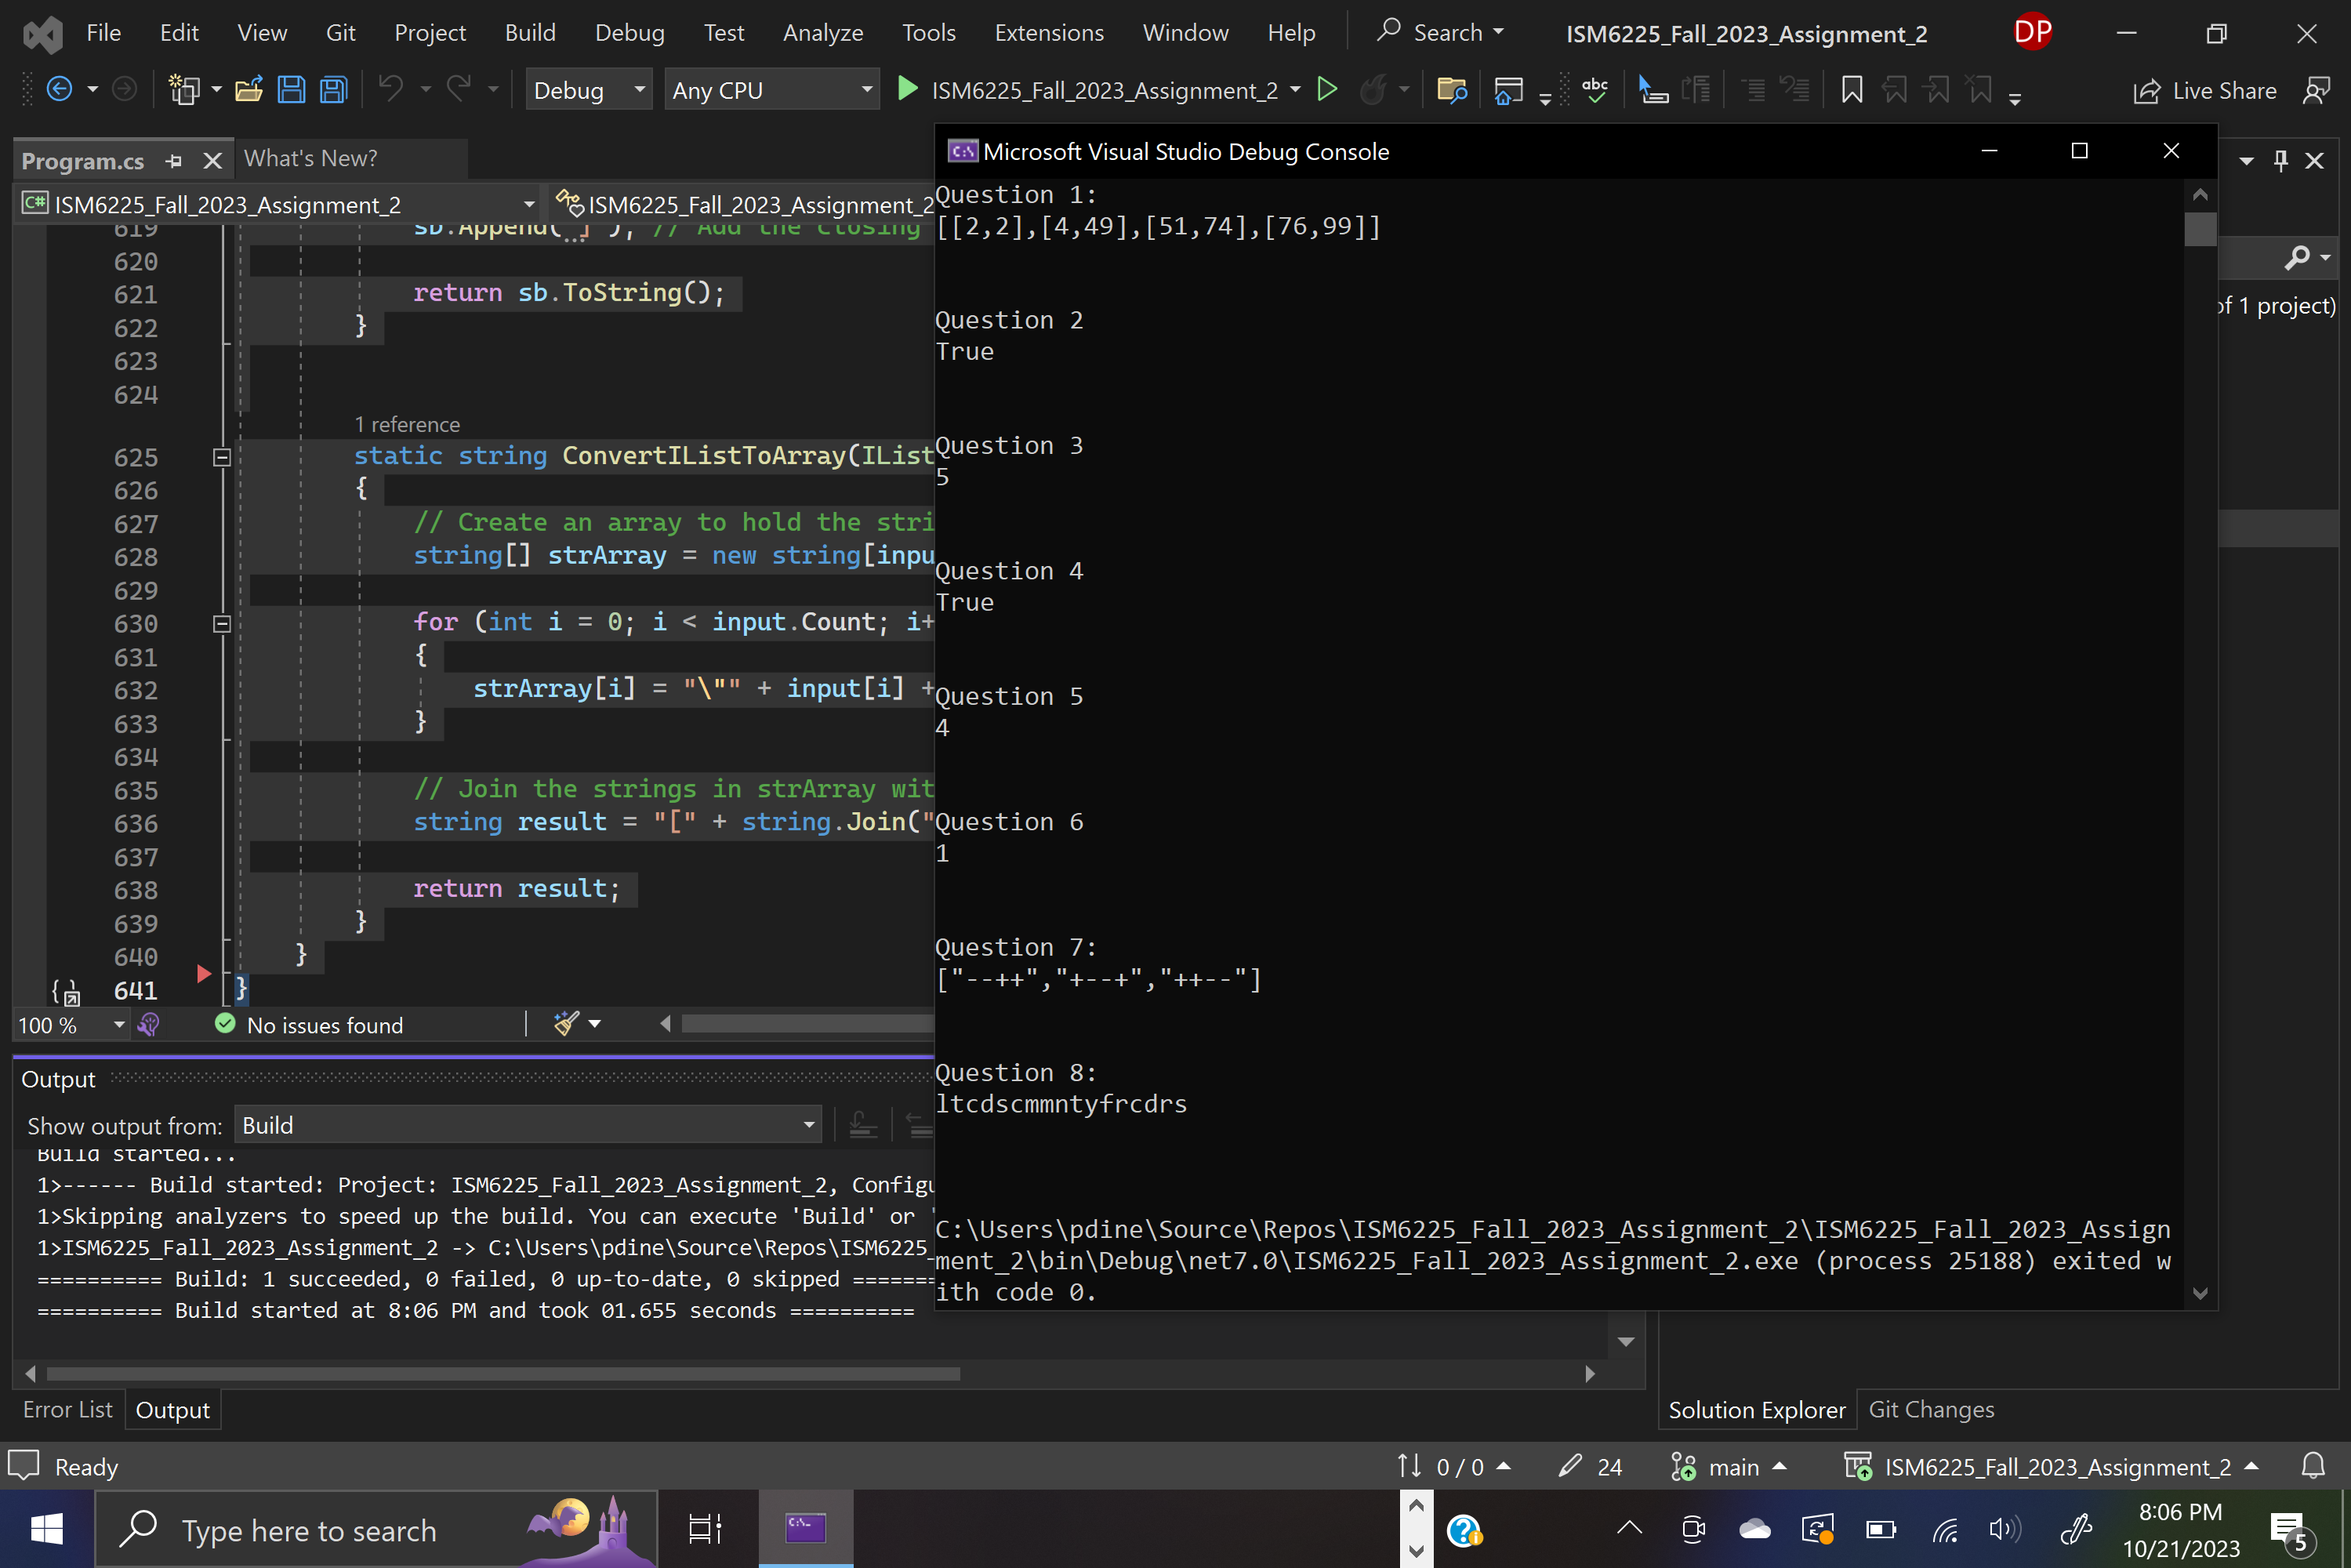 File Edit View Git Project Build Debug Test Analyze Tools Extensions Window Help Search ISM6225_Fall_2023_Assignment_2 DP
Debug Any CPU ISM6225_Fall_2023_Assignment_2 abc Live Share
Program.cs What's New?
C# ISM6225_Fall_2023_Assignment_2 ISM6225_Fall_2023_Assignment_2
619 sb.Append( ] ); // Add the closing
620
621 return sb.ToString();
622 }
623
624
1 reference
625 static string ConvertIListToArray(IList
626 {
627 // Create an array to hold the stri
628 string[] strArray = new string[inpu
629
630 for (int i = 0; i < input.Count; i+
631 {
632 strArray[i] = "\"" + input[i] +
633 }
634
635 // Join the strings in strArray wit
636 string result = "[" + string.Join("
637
638 return result;
639 }
640 }
641 }
100 % No issues found
Output
Show output from: Build
Build started...
1>------ Build started: Project: ISM6225_Fall_2023_Assignment_2, Configu
1>Skipping analyzers to speed up the build. You can execute 'Build' or '
1>ISM6225_Fall_2023_Assignment_2 -> C:\Users\pdine\Source\Repos\ISM6225_
========== Build: 1 succeeded, 0 failed, 0 up-to-date, 0 skipped =======
========== Build started at 8:06 PM and took 01.655 seconds ==========
Error List Output
Microsoft Visual Studio Debug Console
Question 1:
[[2,2],[4,49],[51,74],[76,99]]
Question 2
True
Question 3
5
Question 4
True
Question 5
4
Question 6
1
Question 7:
["--++","+--+","++--"]
Question 8:
ltcdscmmntyfrcdrs
C:\Users\pdine\Source\Repos\ISM6225_Fall_2023_Assignment_2\ISM6225_Fall_2023_Assign
ment_2\bin\Debug\net7.0\ISM6225_Fall_2023_Assignment_2.exe (process 25188) exited w
ith code 0.
of 1 project)
Solution Explorer Git Changes
Ready 0 / 0 24 main ISM6225_Fall_2023_Assignment_2
Type here to search
8:06 PM
10/21/2023
5